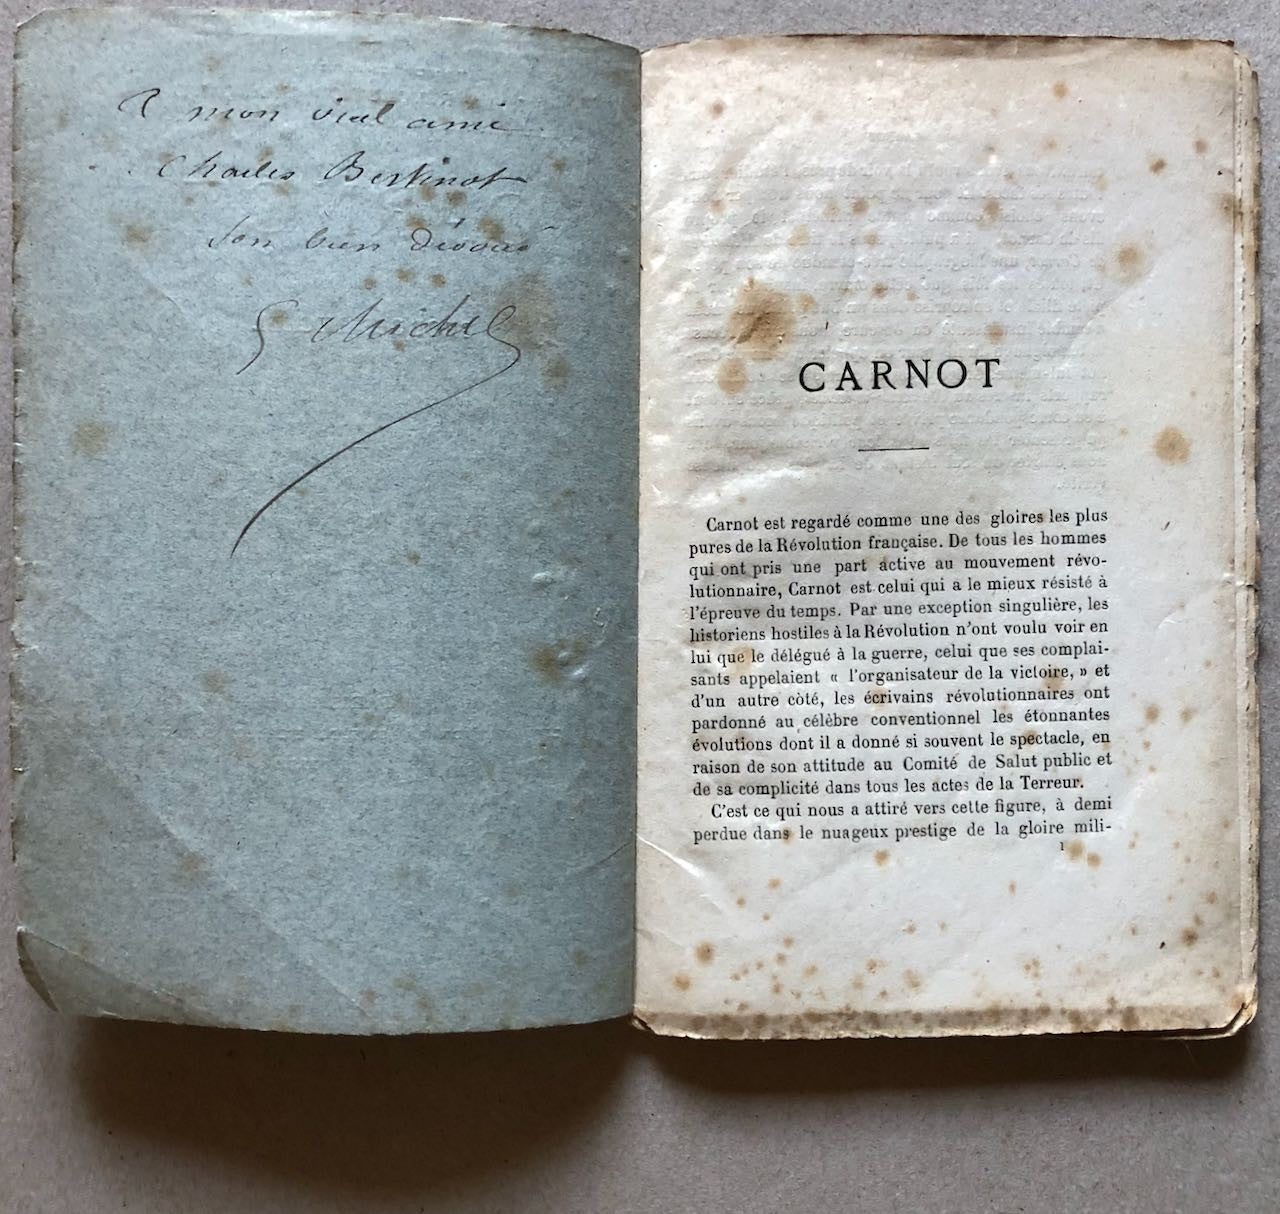 A mon vieil ami
Charles Bertinot
Son bien dévoué
G Michel
CARNOT
Carnot est regardé comme une des gloires les plus
pures de la Révolution française. De tous les hommes
qui ont pris une part active au mouvement révo-
lutionnaire, Carnot est celui qui a le mieux résisté à
l'épreuve du temps. Par une exception singulière, les
historiens hostiles à la Révolution n'ont voulu voir en
lui que le délégué à la guerre, celui que ses complai-
sants appelaient « l'organisateur de la victoire, » et
d'un autre côté, les écrivains révolutionnaires ont
pardonné au célèbre conventionnel les étonnantes
évolutions dont il a donné si souvent le spectacle, en
raison de son attitude au Comité de Salut public et
de sa complicité dans tous les actes de la Terreur.
C'est ce qui nous a attiré vers cette figure, à demi
perdue dans le nuageux prestige de la gloire mili-
1